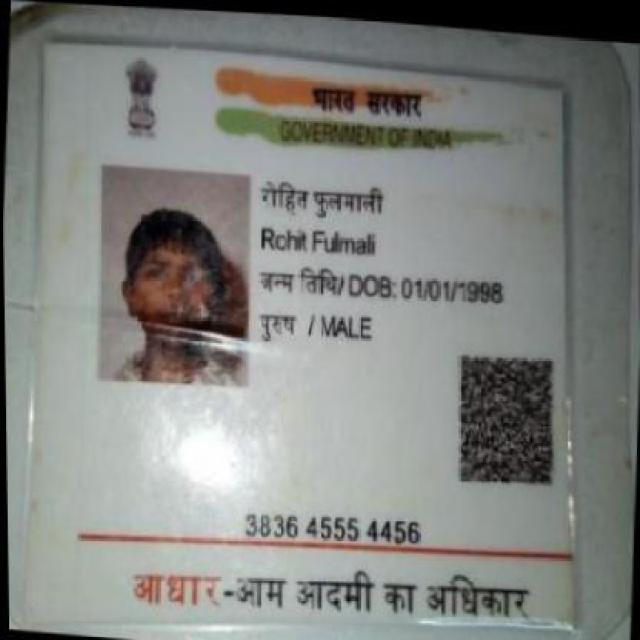 भारत सरकार
GOVERNMENT OF INDIA
रोहित फुलमाली
Rohit Fulmali
जन्म तिथि/ DOB: 01/01/1998
पुरुष / MALE
3836 4555 4456
आधार-आम आदमी का अधिकार